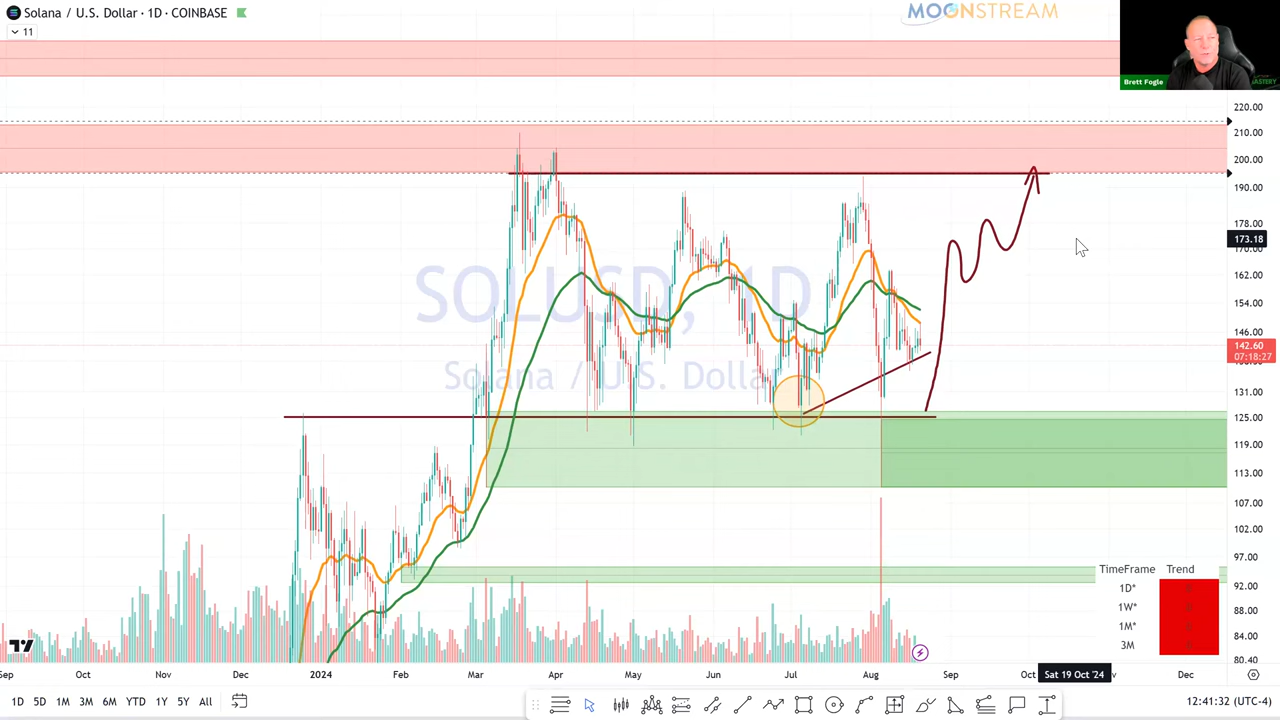 Solana / U.S. Dollar · 1D · COINBASE
11
MOONSTREAM
Brett Fogle
MASTERY
SOLUSD, 1D
Solana / U.S. Dollar
220.00
210.00
200.00
190.00
178.00
173.18
170.00
162.00
154.00
146.00
142.60
07:18:27
131.00
125.00
119.00
113.00
107.00
102.00
97.00
92.00
88.00
84.00
80.40
TimeFrame Trend
1D*
1W*
1M*
3M
Sep Oct Nov Dec 2024 Feb Mar Apr May Jun Jul Aug Sep Oct Sat 19 Oct '24 Dec
1D 5D 1M 3M 6M YTD 1Y 5Y All
12:41:32 (UTC-4)